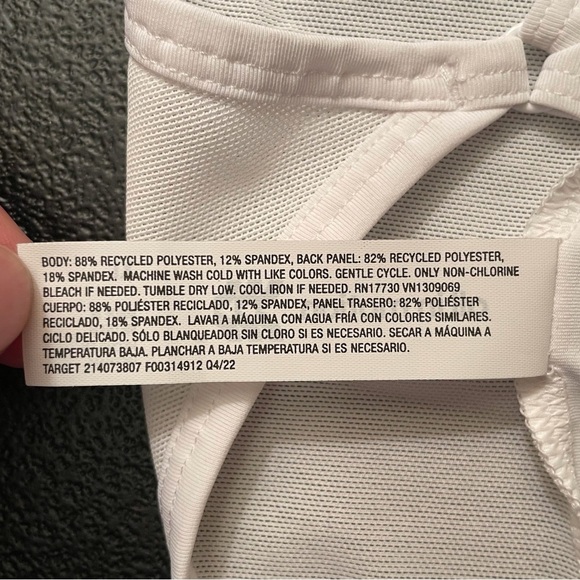 BODY: 88% RECYCLED POLYESTER, 12% SPANDEX, BACK PANEL: 82% RECYCLED POLYESTER,
18% SPANDEX. MACHINE WASH COLD WITH LIKE COLORS. GENTLE CYCLE. ONLY NON-CHLORINE
BLEACH IF NEEDED. TUMBLE DRY LOW. COOL IRON IF NEEDED. RN17730 VN1309069
CUERPO: 88% POLIÉSTER RECICLADO, 12% SPANDEX, PANEL TRASERO: 82% POLIÉSTER
RECICLADO, 18% SPANDEX. LAVAR A MÁQUINA CON AGUA FRÍA CON COLORES SIMILARES.
CICLO DELICADO. SÓLO BLANQUEADOR SIN CLORO SI ES NECESARIO. SECAR A MÁQUINA A
TEMPERATURA BAJA. PLANCHAR A BAJA TEMPERATURA SI ES NECESARIO.
TARGET 214073807 F00314912 Q4/22